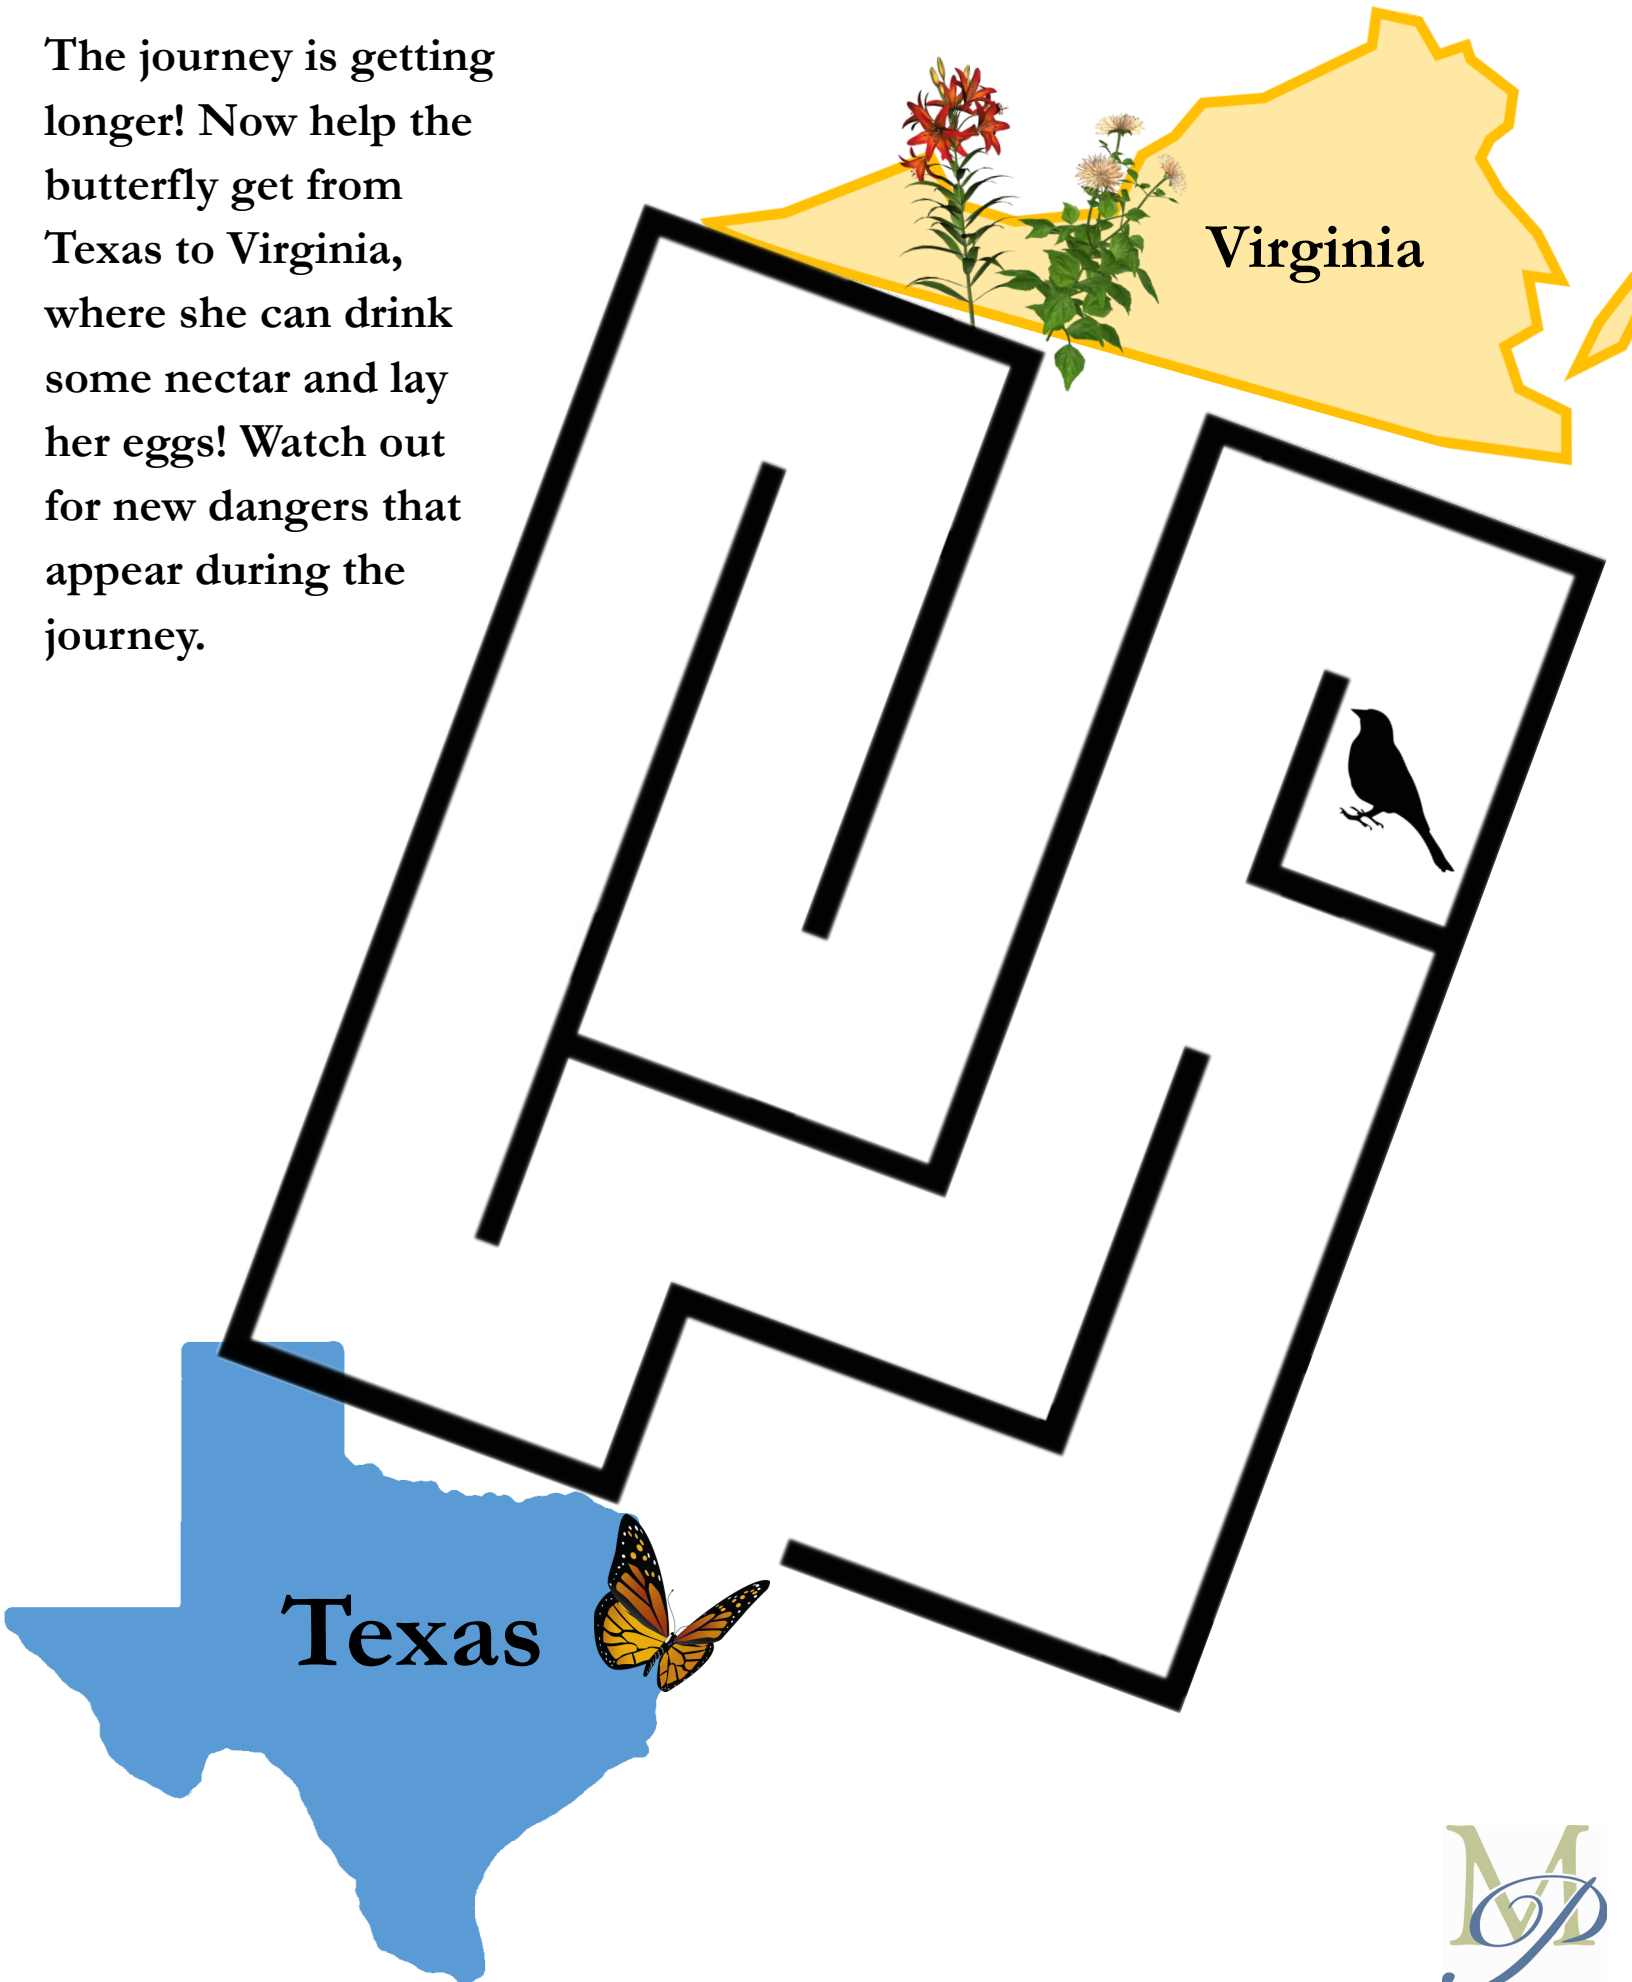 The journey is getting
longer! Now help the
butterfly get from
Texas to Virginia,
where she can drink
some nectar and lay
her eggs! Watch out
for new dangers that
appear during the
journey.
Virginia
Texas
MP